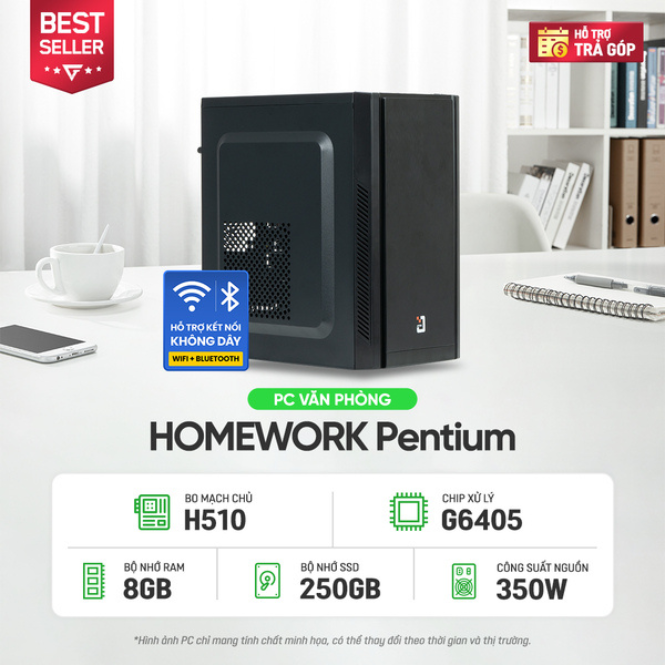 BEST
SELLER
HỖ TRỢ
TRẢ GÓP
HỖ TRỢ KẾT NỐI
KHÔNG DÂY
WIFI + BLUETOOTH
PC VĂN PHÒNG
HOMEWORK Pentium
BO MẠCH CHỦ
H510
CHIP XỬ LÝ
G6405
BỘ NHỚ RAM
8GB
BỘ NHỚ SSD
250GB
CÔNG SUẤT NGUỒN
350W
*Hình ảnh PC chỉ mang tính chất minh họa, có thể thay đổi theo thời gian và thị trường.